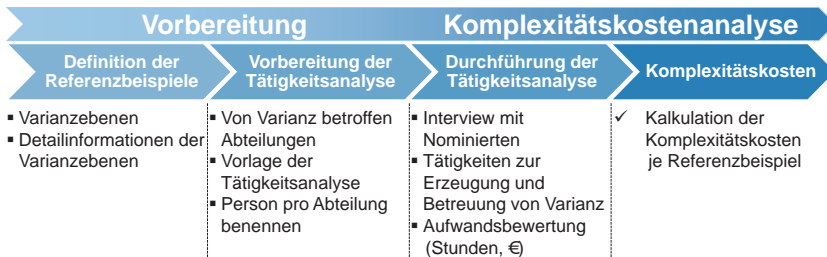 Vorbereitung
Komplexitätskostenanalyse
Definition der
Referenzbeispiele
Vorbereitung der
Tätigkeitsanalyse
Durchführung der
Tätigkeitsanalyse
Komplexitätskosten
▪ Varianzebenen
▪ Detailinformationen der
Varianzebenen
▪ Von Varianz betroffen
Abteilungen
▪ Vorlage der
Tätigkeitsanalyse
▪ Person pro Abteilung
benennen
▪ Interview mit
Nominierten
▪ Tätigkeiten zur
Erzeugung und
Betreuung von Varianz
▪ Aufwandsbewertung
(Stunden, €)
✓ Kalkulation der
Komplexitätskosten
je Referenzbeispiel